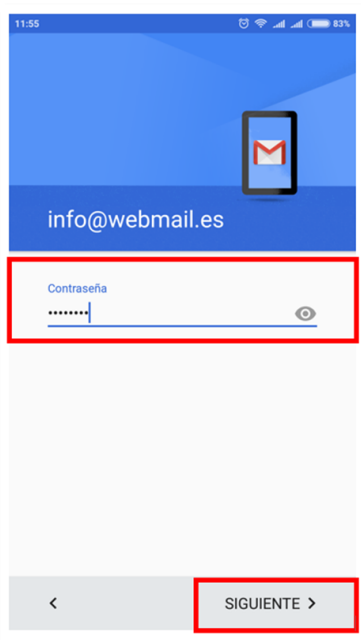 11:55 83%
info@webmail.es
Contraseña
••••••••
SIGUIENTE >